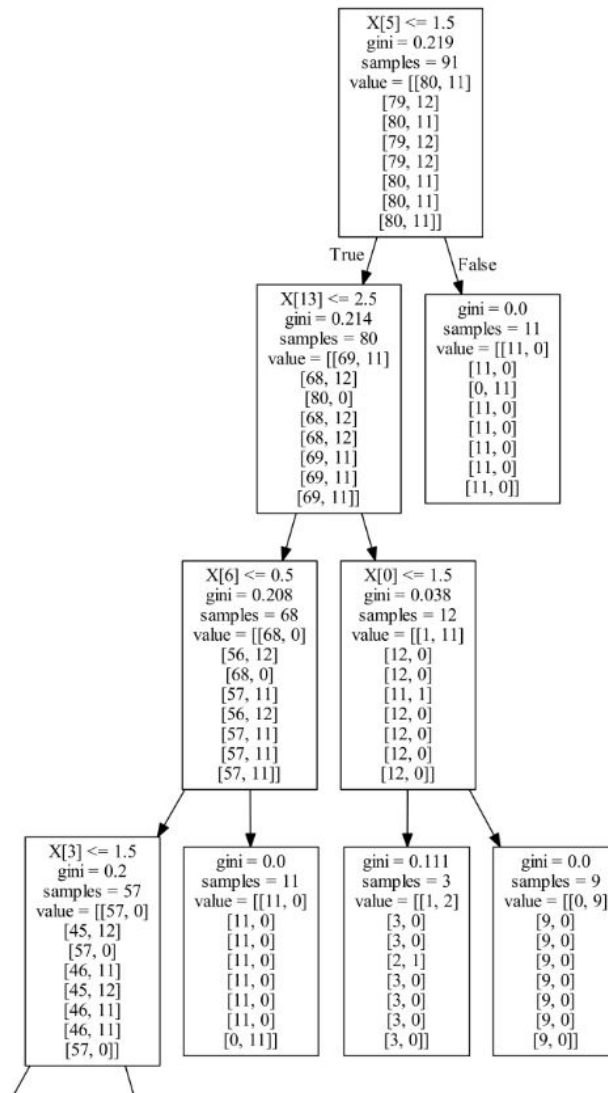 X[5] <= 1.5
gini = 0.219
samples = 91
value = [[80, 11]
[79, 12]
[80, 11]
[79, 12]
[79, 12]
[80, 11]
[80, 11]
[80, 11]]
True
False
X[13] <= 2.5
gini = 0.214
samples = 80
value = [[69, 11]
[68, 12]
[80, 0]
[68, 12]
[68, 12]
[69, 11]
[69, 11]
[69, 11]]
gini = 0.0
samples = 11
value = [[11, 0]
[11, 0]
[0, 11]
[11, 0]
[11, 0]
[11, 0]
[11, 0]
[11, 0]]
X[6] <= 0.5
gini = 0.208
samples = 68
value = [[68, 0]
[56, 12]
[68, 0]
[57, 11]
[56, 12]
[57, 11]
[57, 11]
[57, 11]]
X[0] <= 1.5
gini = 0.038
samples = 12
value = [[1, 11]
[12, 0]
[12, 0]
[11, 1]
[12, 0]
[12, 0]
[12, 0]
[12, 0]]
X[3] <= 1.5
gini = 0.2
samples = 57
value = [[57, 0]
[45, 12]
[57, 0]
[46, 11]
[45, 12]
[46, 11]
[46, 11]
[57, 0]]
gini = 0.0
samples = 11
value = [[11, 0]
[11, 0]
[11, 0]
[11, 0]
[11, 0]
[11, 0]
[11, 0]
[0, 11]]
gini = 0.111
samples = 3
value = [[1, 2]
[3, 0]
[3, 0]
[2, 1]
[3, 0]
[3, 0]
[3, 0]
[3, 0]]
gini = 0.0
samples = 9
value = [[0, 9]
[9, 0]
[9, 0]
[9, 0]
[9, 0]
[9, 0]
[9, 0]
[9, 0]]